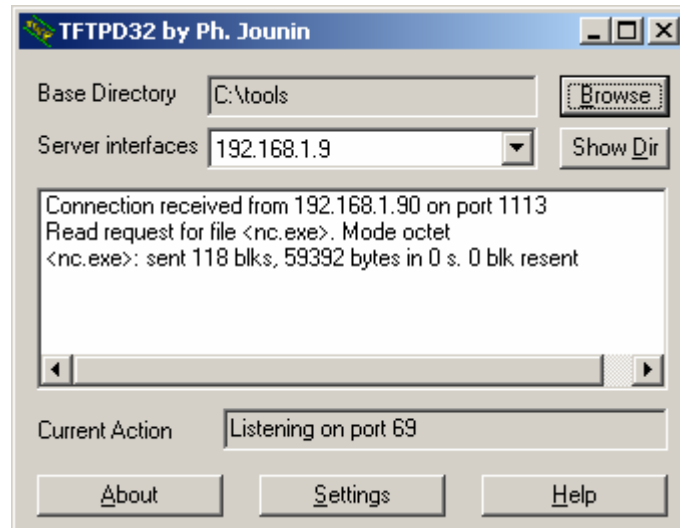 TFTPD32 by Ph. Jounin
Base Directory C:\tools Browse
Server interfaces 192.168.1.9 Show Dir
Connection received from 192.168.1.90 on port 1113
Read request for file <nc.exe>. Mode octet
<nc.exe>: sent 118 blks, 59392 bytes in 0 s. 0 blk resent
Current Action Listening on port 69
About Settings Help